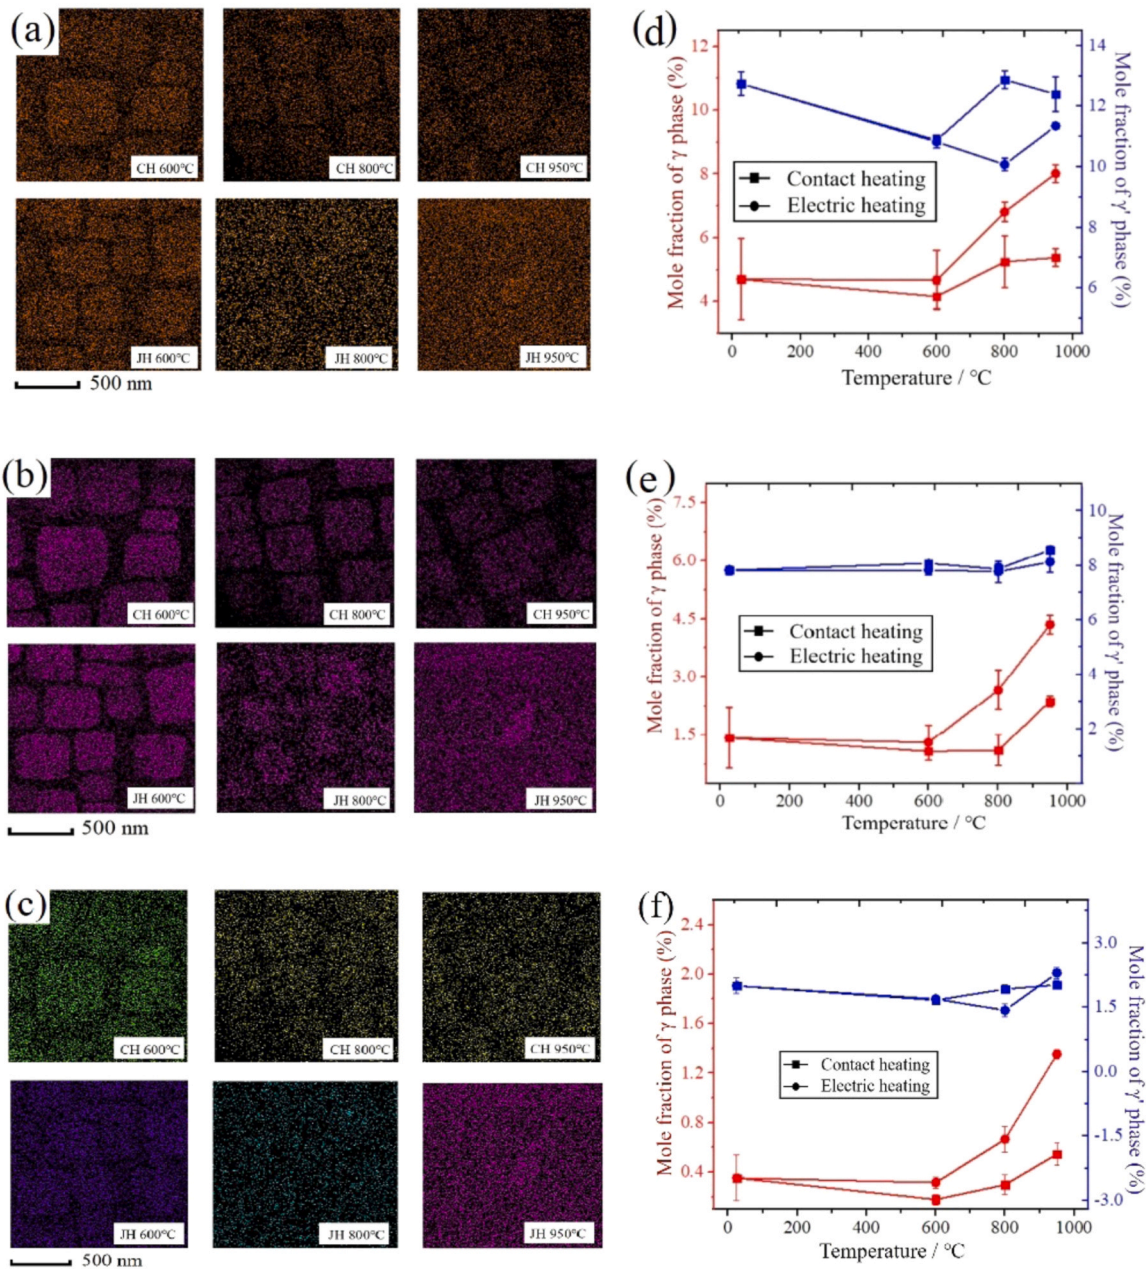 (a)
CH 600℃
CH 800℃
CH 950℃
JH 600℃
JH 800℃
JH 950℃
500 nm
(d)
12
10
8
6
4
14
12
10
8
6
0
200
400
600
800
1000
Mole fraction of γ phase (%)
Mole fraction of γ' phase (%)
Contact heating
Electric heating
Temperature / ℃
(b)
CH 600℃
CH 800℃
CH 950℃
JH 600℃
JH 800℃
JH 950℃
500 nm
(e)
7.5
6.0
4.5
3.0
1.5
10
8
6
4
2
0
200
400
600
800
1000
Mole fraction of γ phase (%)
Mole fraction of γ' phase (%)
Contact heating
Electric heating
Temperature / ℃
(c)
CH 600℃
CH 800℃
CH 950℃
JH 600℃
JH 800℃
JH 950℃
500 nm
(f)
2.4
2.0
1.6
1.2
0.8
0.4
3.0
1.5
0.0
-1.5
-3.0
0
200
400
600
800
1000
Mole fraction of γ phase (%)
Mole fraction of γ' phase (%)
Contact heating
Electric heating
Temperature / ℃